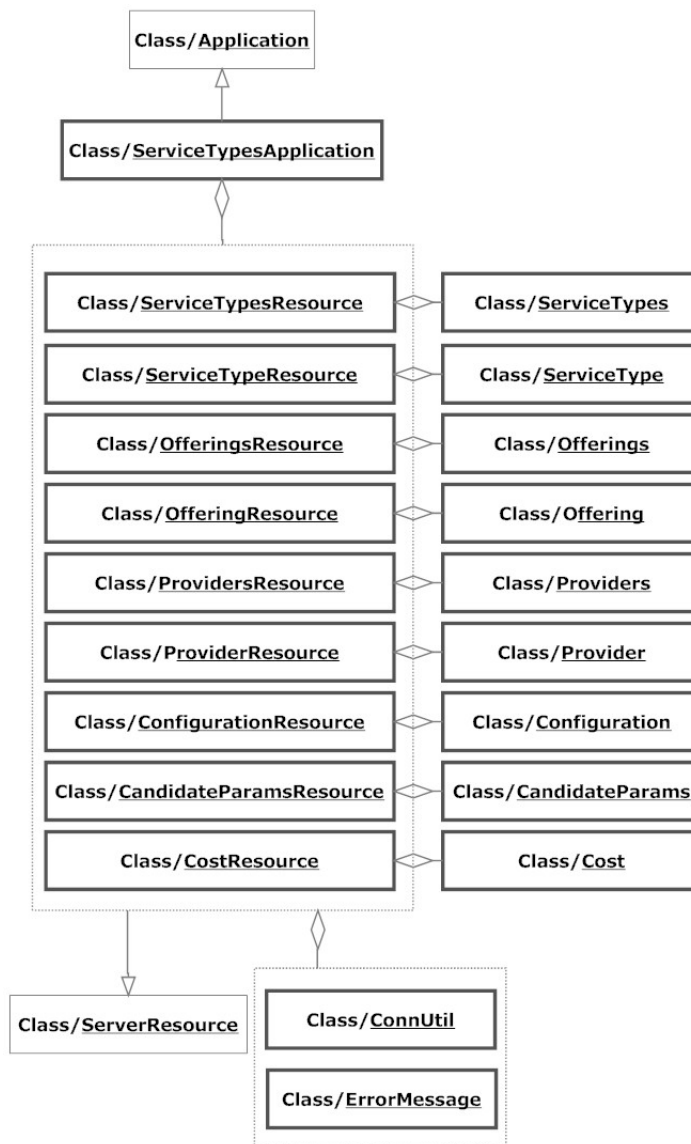 Class/Application
Class/ServiceTypesApplication
Class/ServiceTypesResource
Class/ServiceTypes
Class/ServiceTypeResource
Class/ServiceType
Class/OfferingsResource
Class/Offerings
Class/OfferingResource
Class/Offering
Class/ProvidersResource
Class/Providers
Class/ProviderResource
Class/Provider
Class/ConfigurationResource
Class/Configuration
Class/CandidateParamsResource
Class/CandidateParams
Class/CostResource
Class/Cost
Class/ServerResource
Class/ConnUtil
Class/ErrorMessage